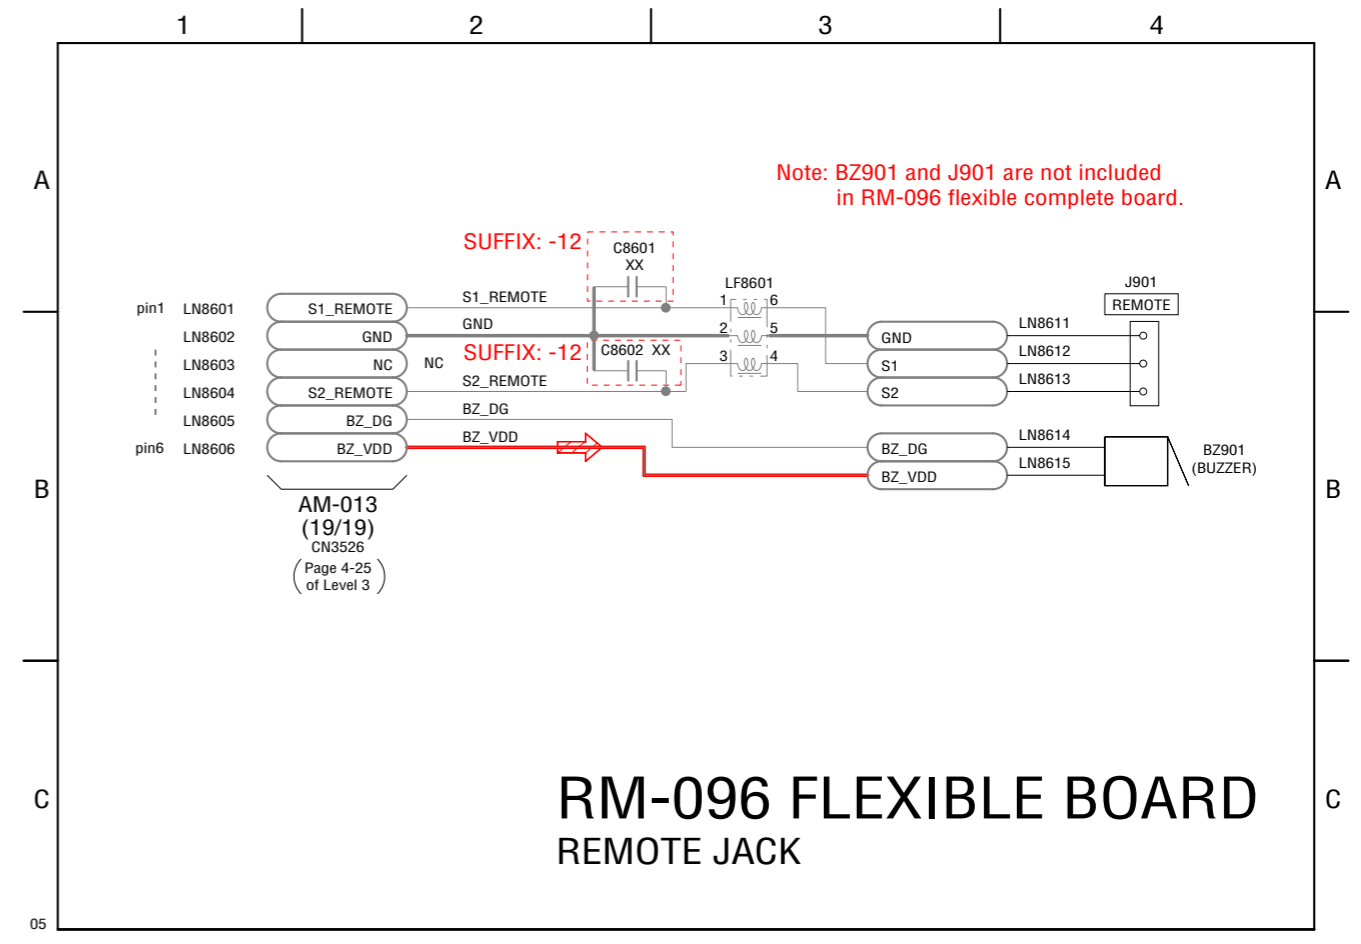 1 2 3 4
A A
Note: BZ901 and J901 are not included
in RM-096 flexible complete board.
SUFFIX: -12
C8601
XX
LF8601
J901
REMOTE
pin1 LN8601 S1_REMOTE S1_REMOTE 1 6
LN8602 GND GND 2 5 GND LN8611
LN8603 NC NC SUFFIX: -12 C8602 XX 3 4 S1 LN8612
LN8604 S2_REMOTE S2_REMOTE S2 LN8613
LN8605 BZ_DG BZ_DG
pin6 LN8606 BZ_VDD BZ_VDD BZ_DG LN8614
BZ_VDD LN8615
BZ901
(BUZZER)
B B
AM-013
(19/19)
CN3526
(Page 4-25
of Level 3)
C C
RM-096 FLEXIBLE BOARD
REMOTE JACK
05